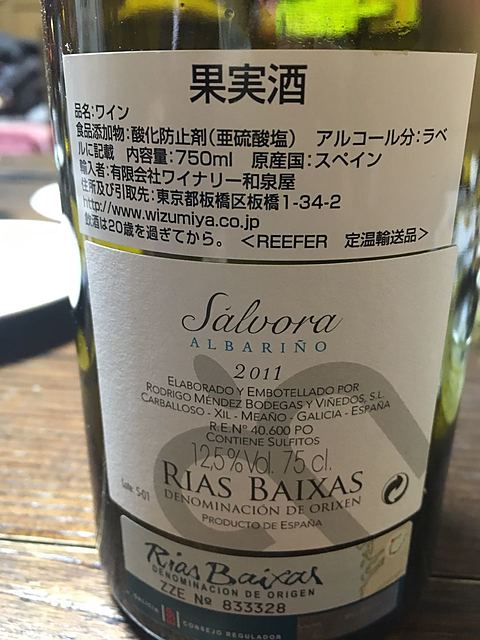 果実酒
品名:ワイン
食品添加物:酸化防止剤(亜硫酸塩) アルコール分:ラベ
ルに記載 内容量:750ml 原産国:スペイン
輸入者:有限会社ワイナリー和泉屋
住所及び引取先:東京都板橋区板橋1-34-2
http://www.wizumiya.co.jp
飲酒は20歳を過ぎてから。 <REEFER 定温輸送品>
Sálvora
ALBARIÑO
2011
ELABORADO Y EMBOTELLADO POR
RODRIGO MÉNDEZ BODEGAS Y VIÑEDOS, S.L.
CARBALLOSO - XIL - MEAÑO - GALICIA - ESPAÑA
R.E.Nº 40.600 PO
CONTIENE SULFITOS
12,5% Vol. 75 cl.
RIAS BAIXAS
DENOMINACIÓN DE ORIXEN
Lote: S-01
PRODUCTO DE ESPAÑA
Rías Baixas
DENOMINACION DE ORIGEN
ZZE Nº 833328
GALICIA
CONSEJO REGULADOR